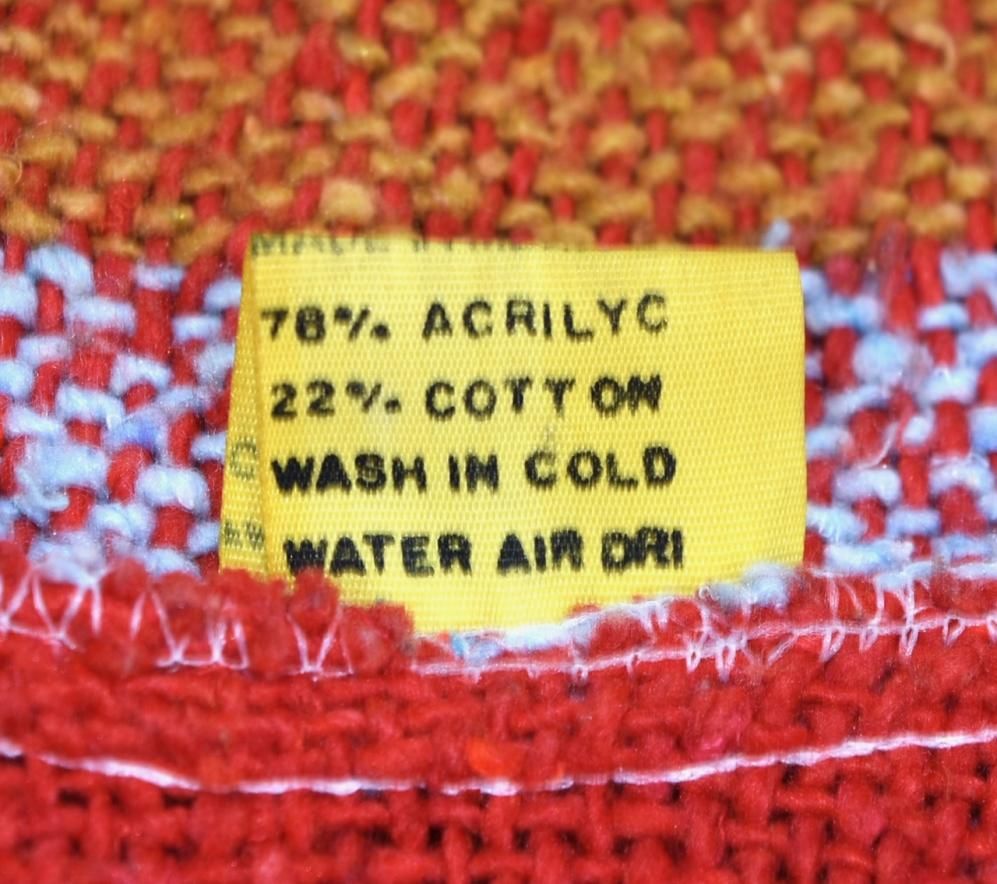 78% ACRILYC
22% COTTON
WASH IN COLD
WATER AIR DRI